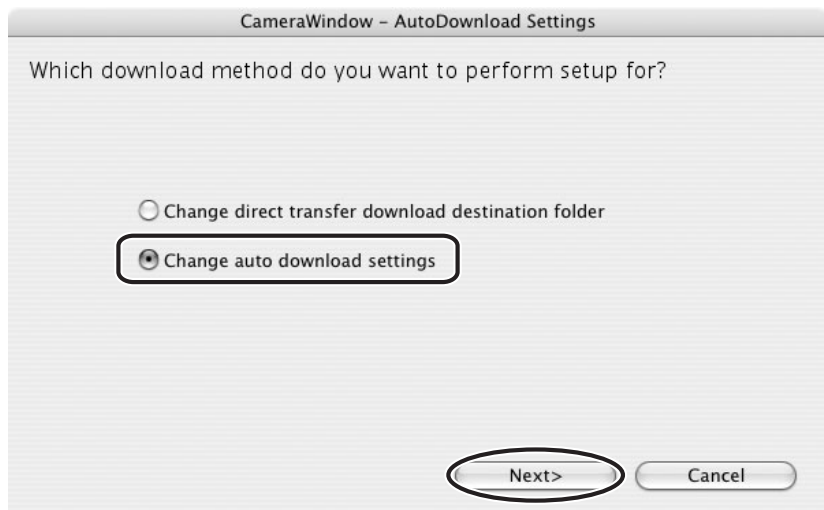 CameraWindow – AutoDownload Settings
Which download method do you want to perform setup for?
Change direct transfer download destination folder
Change auto download settings
Next>
Cancel